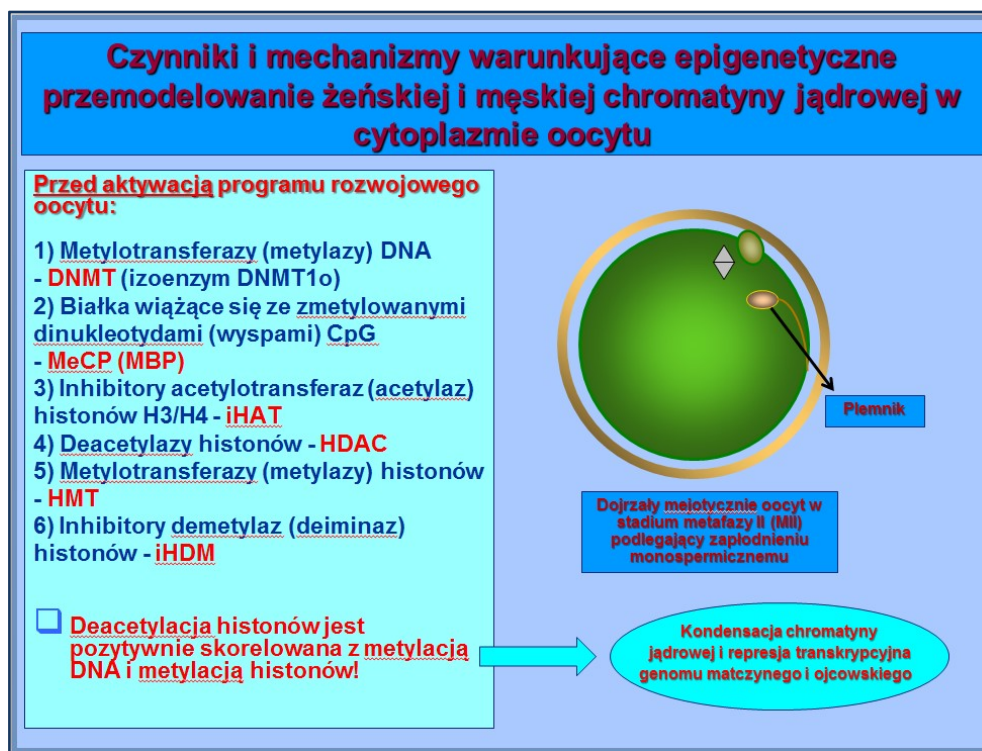 Czynniki i mechanizmy warunkujące epigenetyczne
przemodelowanie żeńskiej i męskiej chromatyny jądrowej w
cytoplazmie oocytu
Przed aktywacją programu rozwojowego
oocytu:
1) Metylotransferazy (metylazy) DNA
- DNMT (izoenzym DNMT1o)
2) Białka wiążące się ze zmetylowanymi
dinukleotydami (wyspami) CpG
- MeCP (MBP)
3) Inhibitory acetylotransferaz (acetylaz)
histonów H3/H4 - iHAT
4) Deacetylazy histonów - HDAC
5) Metylotransferazy (metylazy) histonów
- HMT
6) Inhibitory demetylaz (deiminaz)
histonów - iHDM
Deacetylacja histonów jest
pozytywnie skorelowana z metylacją
DNA i metylacją histonów!
Plemnik
Dojrzały mejotycznie oocyt w
stadium metafazy II (MII)
podlegający zapłodnieniu
monospermicznemu
Kondensacja chromatyny
jądrowej i represja transkrypcyjna
genomu matczynego i ojcowskiego